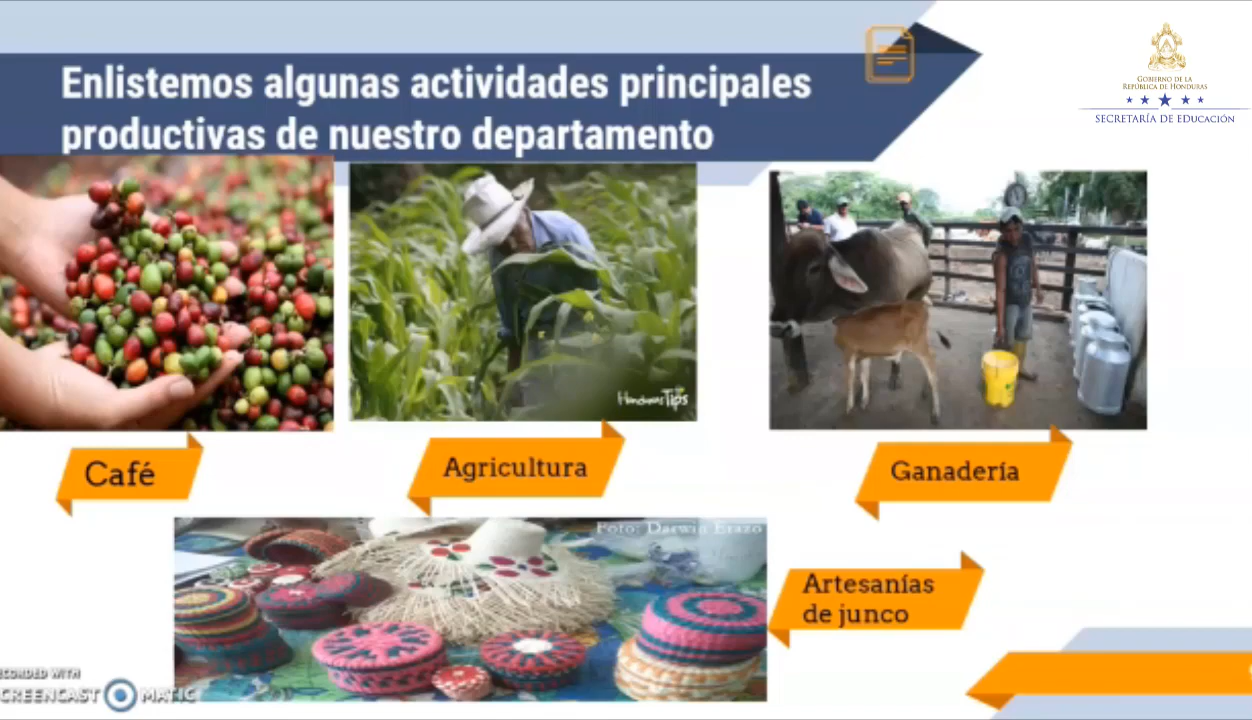 Enlistemos algunas actividades principales
productivas de nuestro departamento
GOBIERNO DE LA
REPÚBLICA DE HONDURAS
SECRETARÍA DE EDUCACIÓN
HondurasTips
Café
Agricultura
Ganadería
Foto: Darwin Erazo
Artesanías
de junco
RECORDED WITH
SCREENCAST MATIC